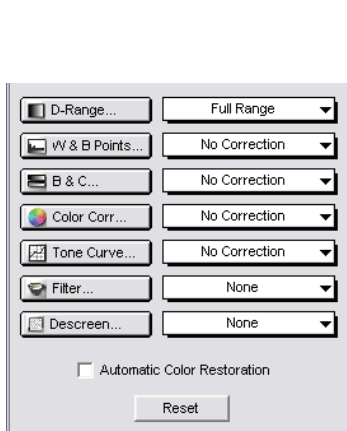 D-Range... Full Range
W & B Points... No Correction
B & C... No Correction
Color Corr... No Correction
Tone Curve... No Correction
Filter... None
Descreen... None
Automatic Color Restoration
Reset